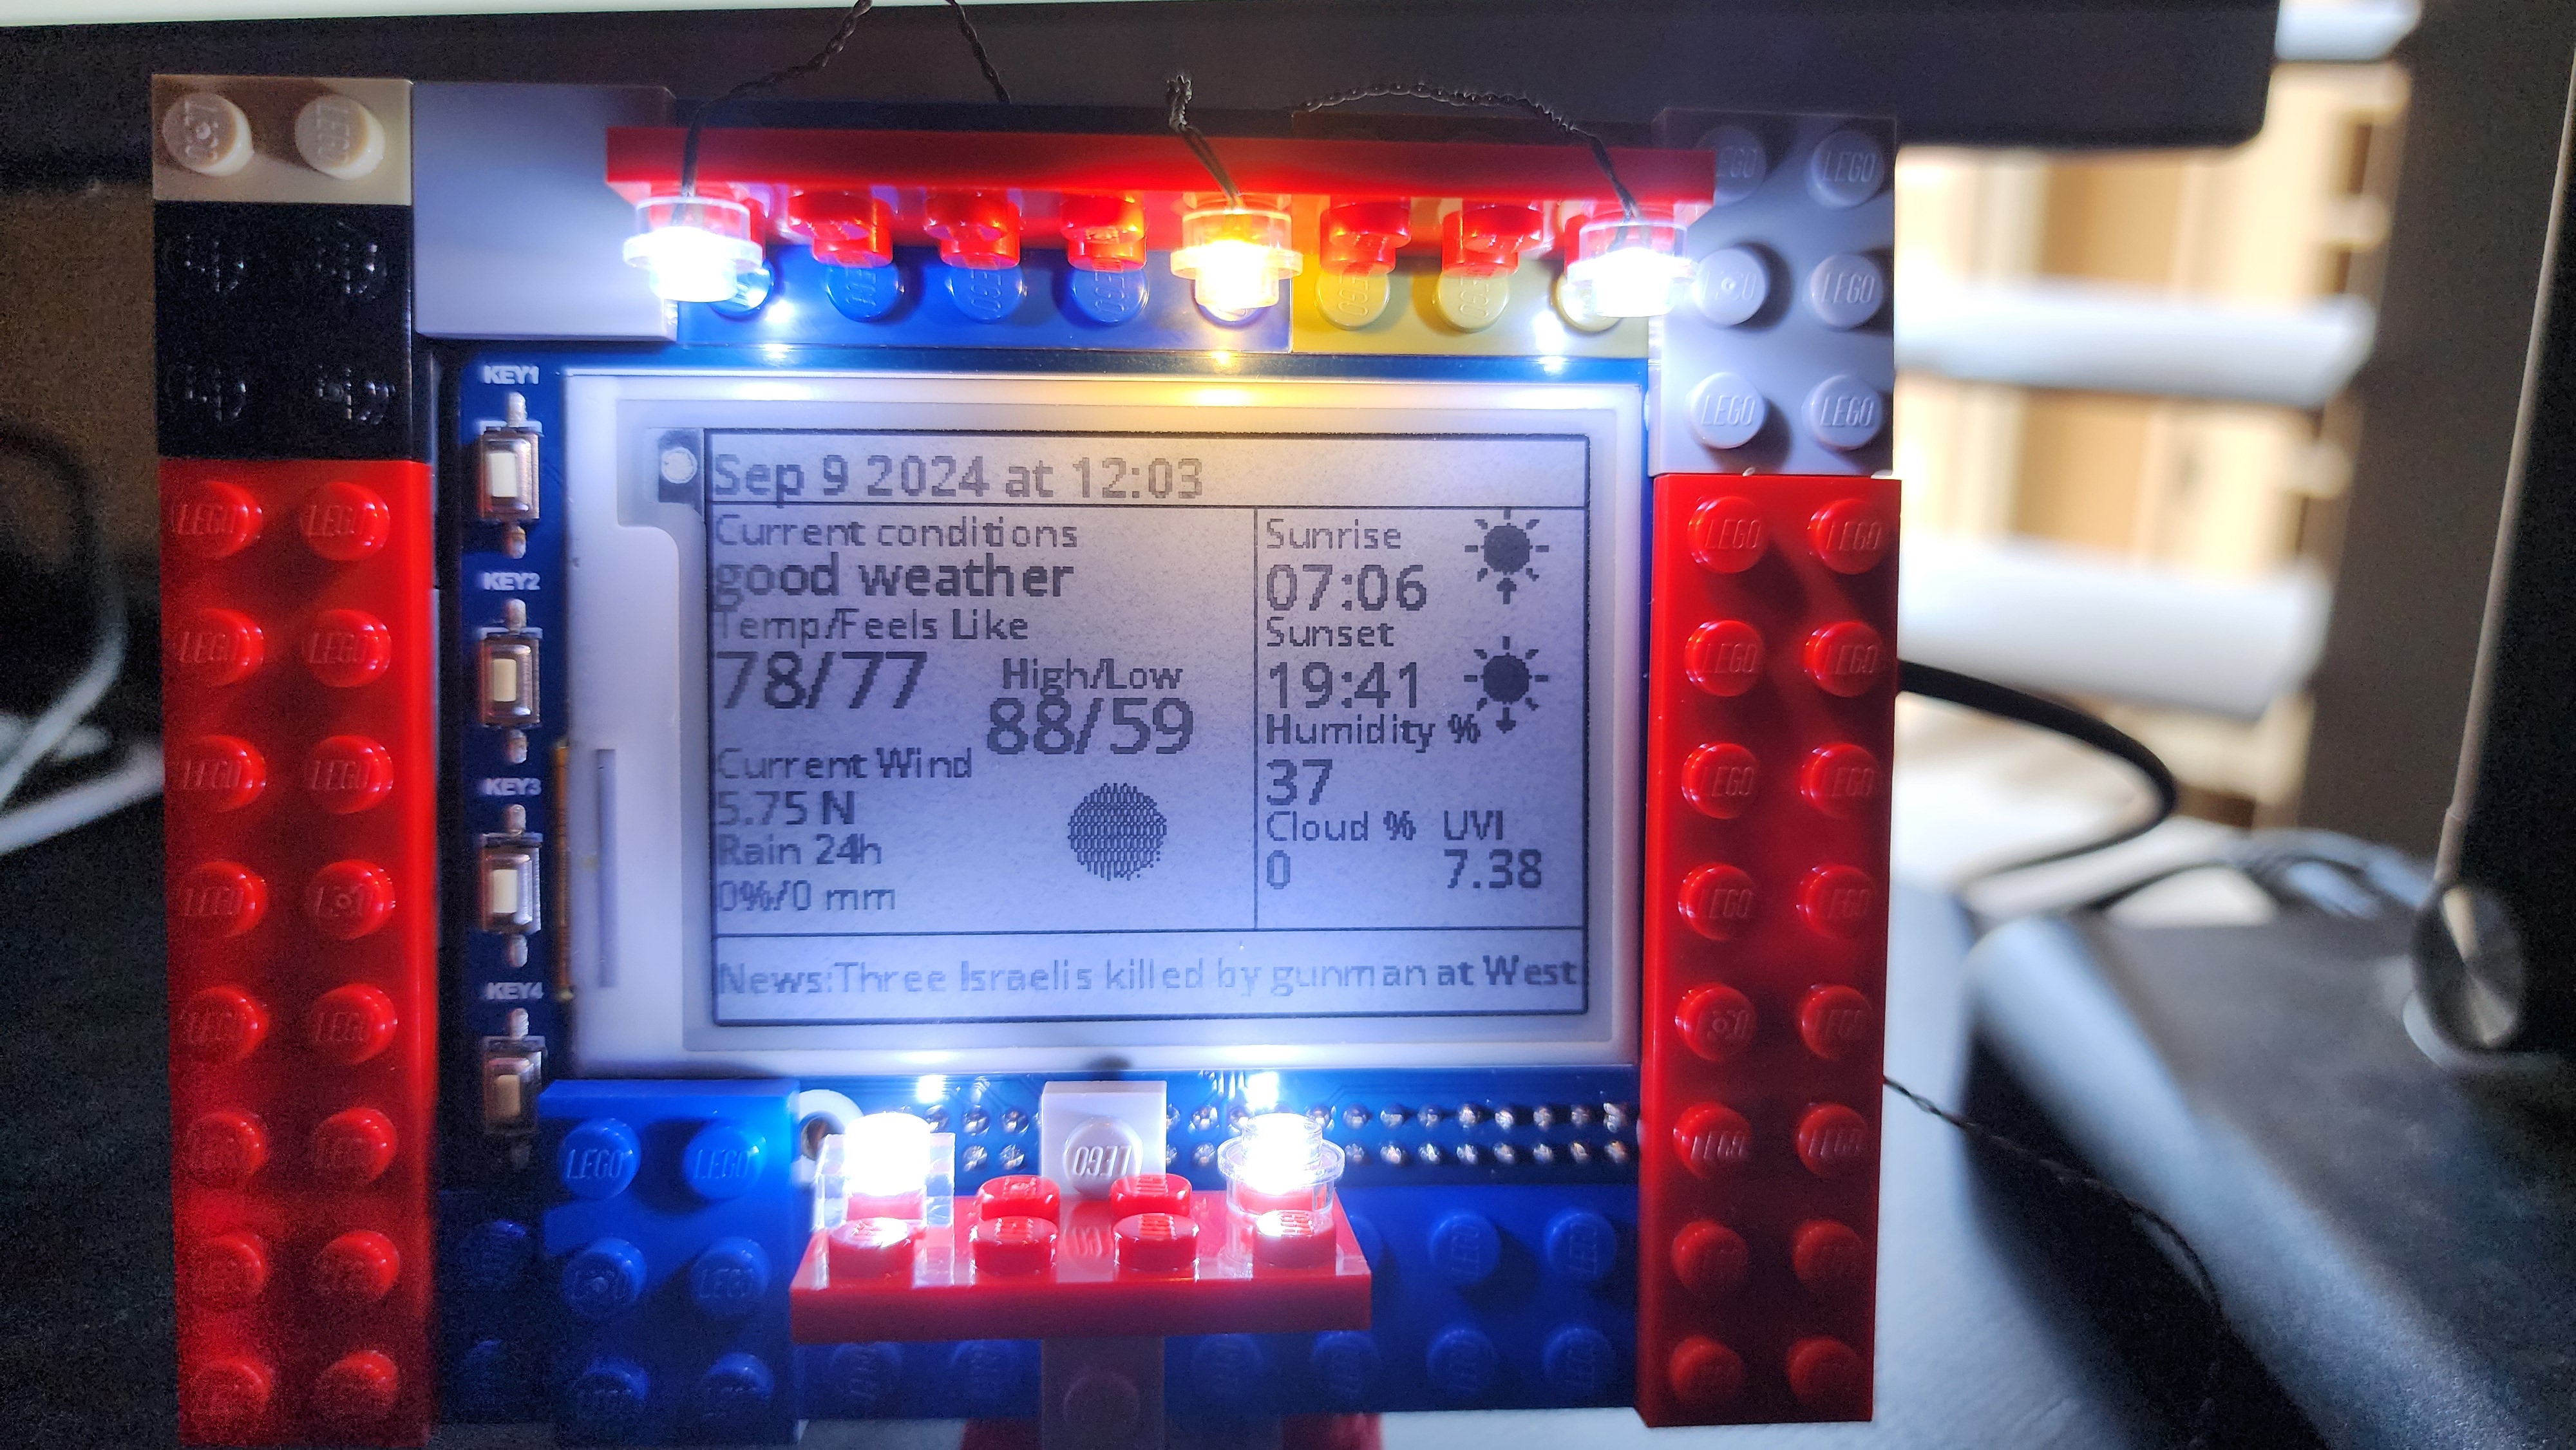 KEY1
KEY2
KEY3
KEY4
Sep 9 2024 at 12:03
Current conditions
good weather
Temp/Feels Like
78/77
High/Low
88/59
Current Wind
5.75 N
Rain 24h
0%/0 mm
Sunrise
07:06
Sunset
19:41
Humidity %
37
Cloud % UVI
0 7.38
News:Three Israelis killed by gunman at West
LEGO